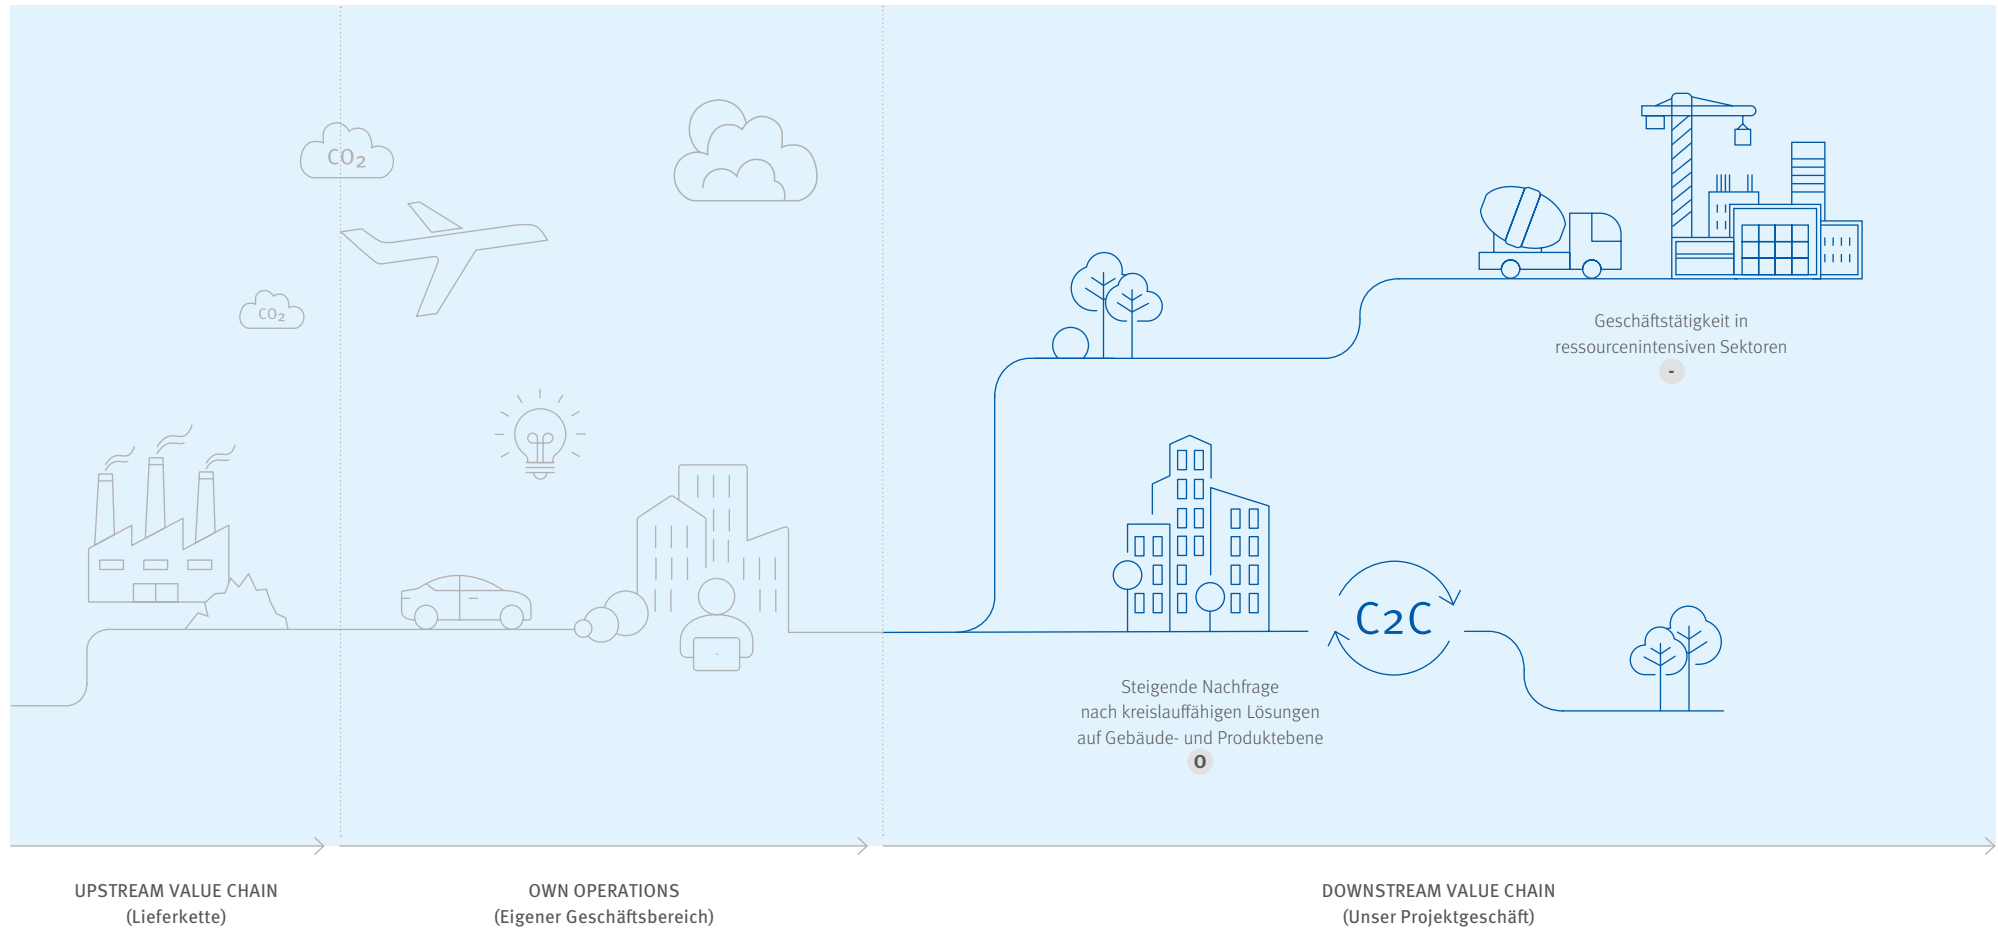 CO₂
CO₂
Geschäftstätigkeit in
ressourcenintensiven Sektoren
-
C2C
Steigende Nachfrage
nach kreislauffähigen Lösungen
auf Gebäude- und Produktebene
O
UPSTREAM VALUE CHAIN
(Lieferkette)
OWN OPERATIONS
(Eigener Geschäftsbereich)
DOWNSTREAM VALUE CHAIN
(Unser Projektgeschäft)